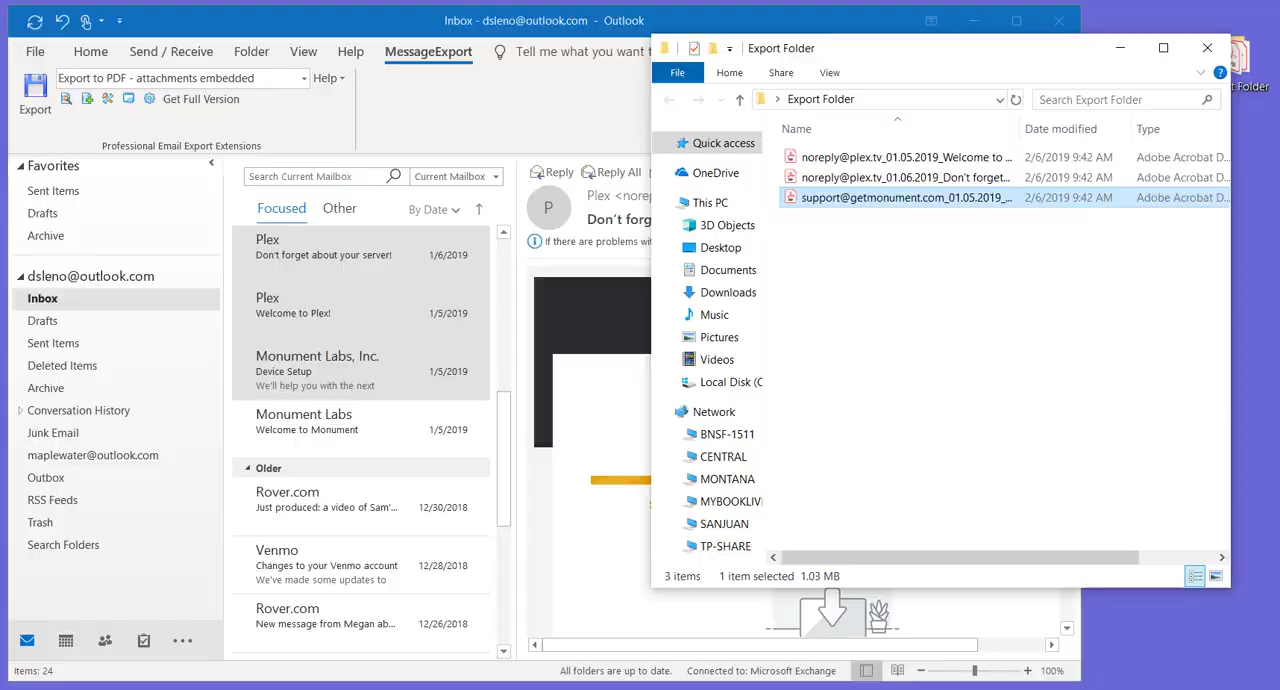 Inbox - dsleno@outlook.com - Outlook
File Home Send / Receive Folder View Help MessageExport Tell me what you want t
Export to PDF - attachments embedded Help
Export
Get Full Version
Professional Email Export Extensions
Favorites
Sent Items
Drafts
Archive
dsleno@outlook.com
Inbox
Drafts
Sent Items
Deleted Items
Archive
Conversation History
Junk Email
maplewater@outlook.com
Outbox
RSS Feeds
Trash
Search Folders
Items: 24
Search Current Mailbox Current Mailbox
Focused Other By Date
Plex
Don't forget about your server! 1/6/2019
Plex
Welcome to Plex! 1/5/2019
Monument Labs, Inc.
Device Setup 1/5/2019
We'll help you with the next
Monument Labs
Welcome to Monument 1/5/2019
Older
Rover.com
Just produced: a video of Sam'... 12/30/2018
Venmo
Changes to your Venmo account 12/28/2018
We've made some updates to
Rover.com
New message from Megan ab... 12/26/2018
Reply Reply All
P
Plex <norep
Don't forg
If there are problems wit
All folders are up to date. Connected to: Microsoft Exchange 100%
Export Folder
File Home Share View
Export Folder Search Export Folder
Quick access
OneDrive
This PC
3D Objects
Desktop
Documents
Downloads
Music
Pictures
Videos
Local Disk (C
Network
BNSF-1511
CENTRAL
MONTANA
MYBOOKLIV
SANJUAN
TP-SHARE
Name Date modified Type
noreply@plex.tv_01.05.2019_Welcome to ... 2/6/2019 9:42 AM Adobe Acrobat D...
noreply@plex.tv_01.06.2019_Don't forget... 2/6/2019 9:42 AM Adobe Acrobat D...
support@getmonument.com_01.05.2019_... 2/6/2019 9:42 AM Adobe Acrobat D...
3 items 1 item selected 1.03 MB
t Folder